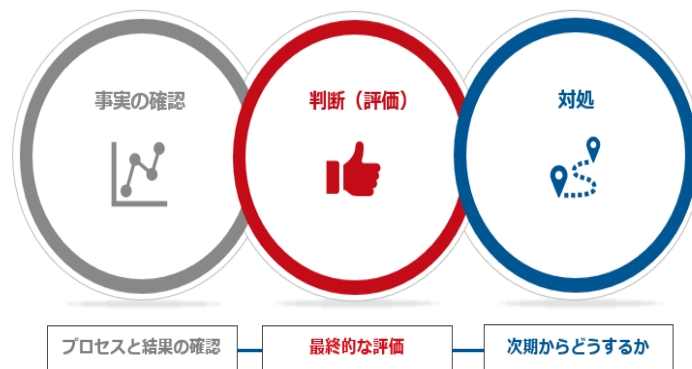 事実の確認
判断（評価）
対処
プロセスと結果の確認
最終的な評価
次期からどうするか